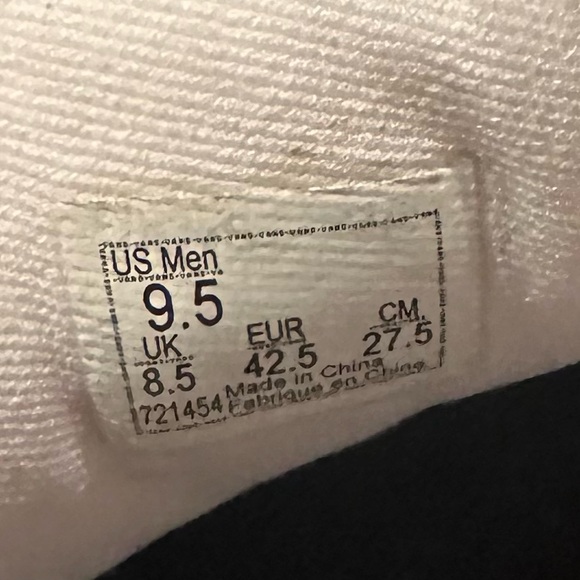 US Men
9.5
UK EUR CM.
8.5 42.5 27.5
721454 Made in China
Fabrique en Chine